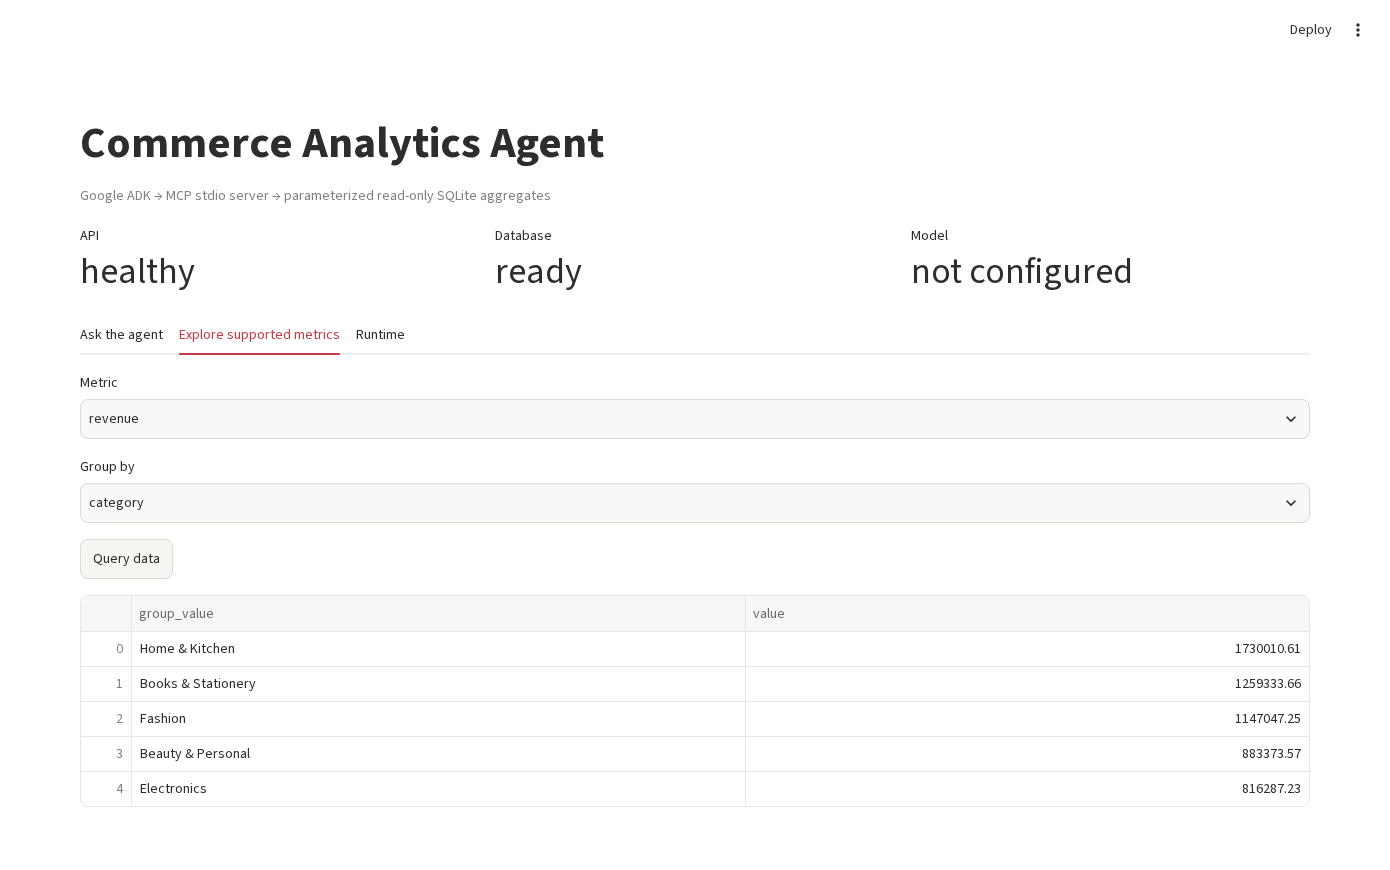 Deploy
Commerce Analytics Agent
Google ADK → MCP stdio server → parameterized read-only SQLite aggregates
API Database Model
healthy ready not configured
Ask the agent Explore supported metrics Runtime
Metric
revenue
Group by
category
Query data
group_value value
0 Home & Kitchen 1730010.61
1 Books & Stationery 1259333.66
2 Fashion 1147047.25
3 Beauty & Personal 883373.57
4 Electronics 816287.23